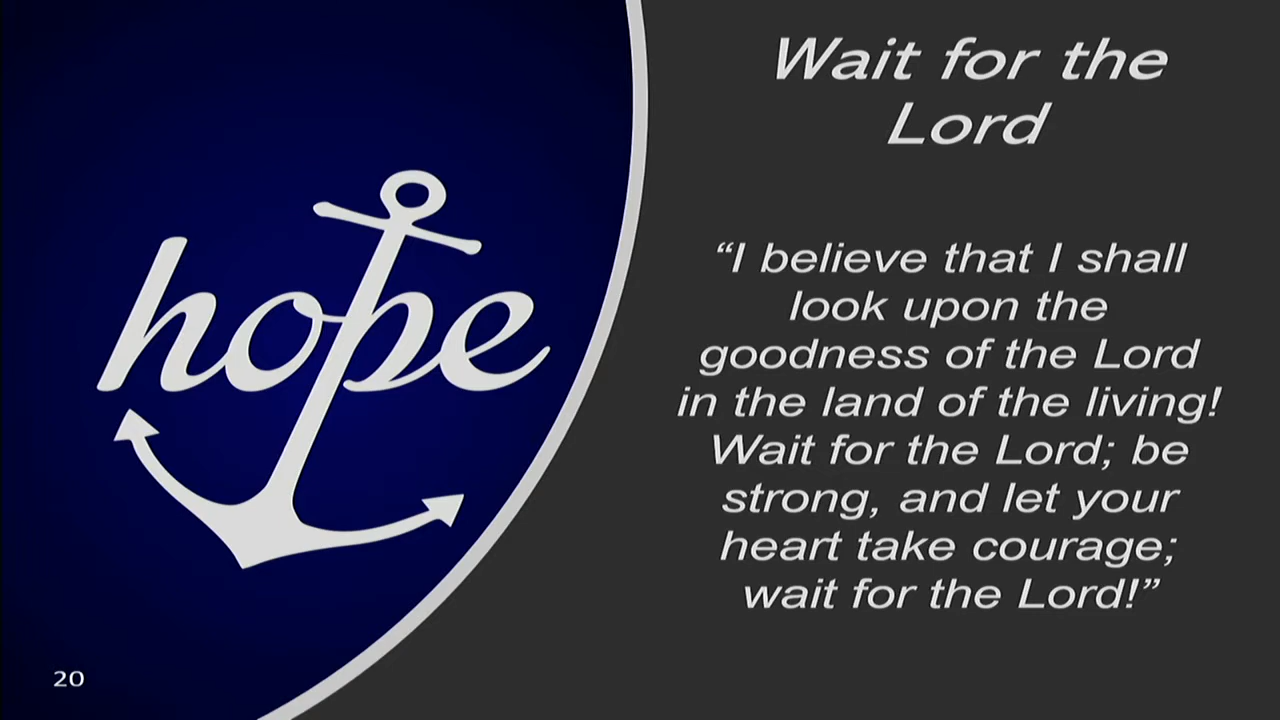 hope
20
Wait for the
Lord
“I believe that I shall
look upon the
goodness of the Lord
in the land of the living!
Wait for the Lord; be
strong, and let your
heart take courage;
wait for the Lord!”